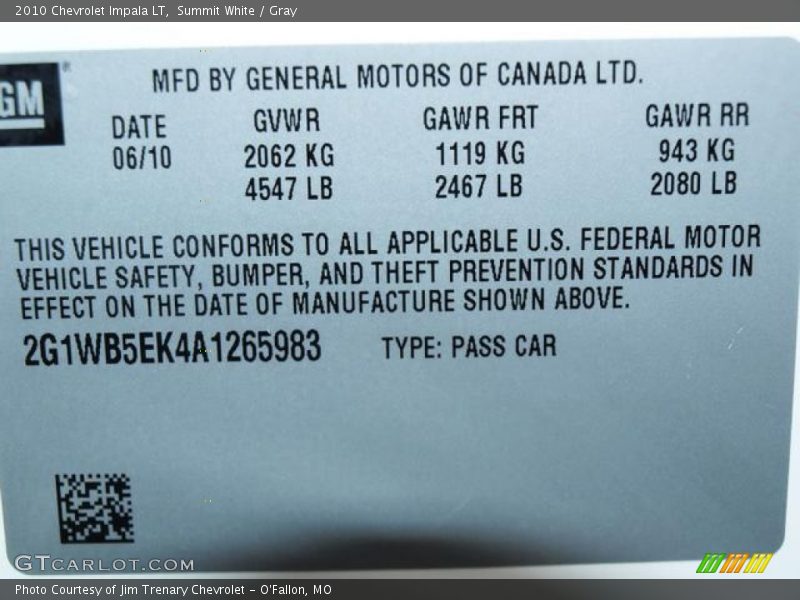 2010 Chevrolet Impala LT, Summit White / Gray
GM
MFD BY GENERAL MOTORS OF CANADA LTD.
DATE GVWR GAWR FRT GAWR RR
06/10 2062 KG 1119 KG 943 KG
4547 LB 2467 LB 2080 LB
THIS VEHICLE CONFORMS TO ALL APPLICABLE U.S. FEDERAL MOTOR
VEHICLE SAFETY, BUMPER, AND THEFT PREVENTION STANDARDS IN
EFFECT ON THE DATE OF MANUFACTURE SHOWN ABOVE.
2G1WB5EK4A1265983 TYPE: PASS CAR
GTCARLOT.COM
Photo Courtesy of Jim Trenary Chevrolet - O'Fallon, MO